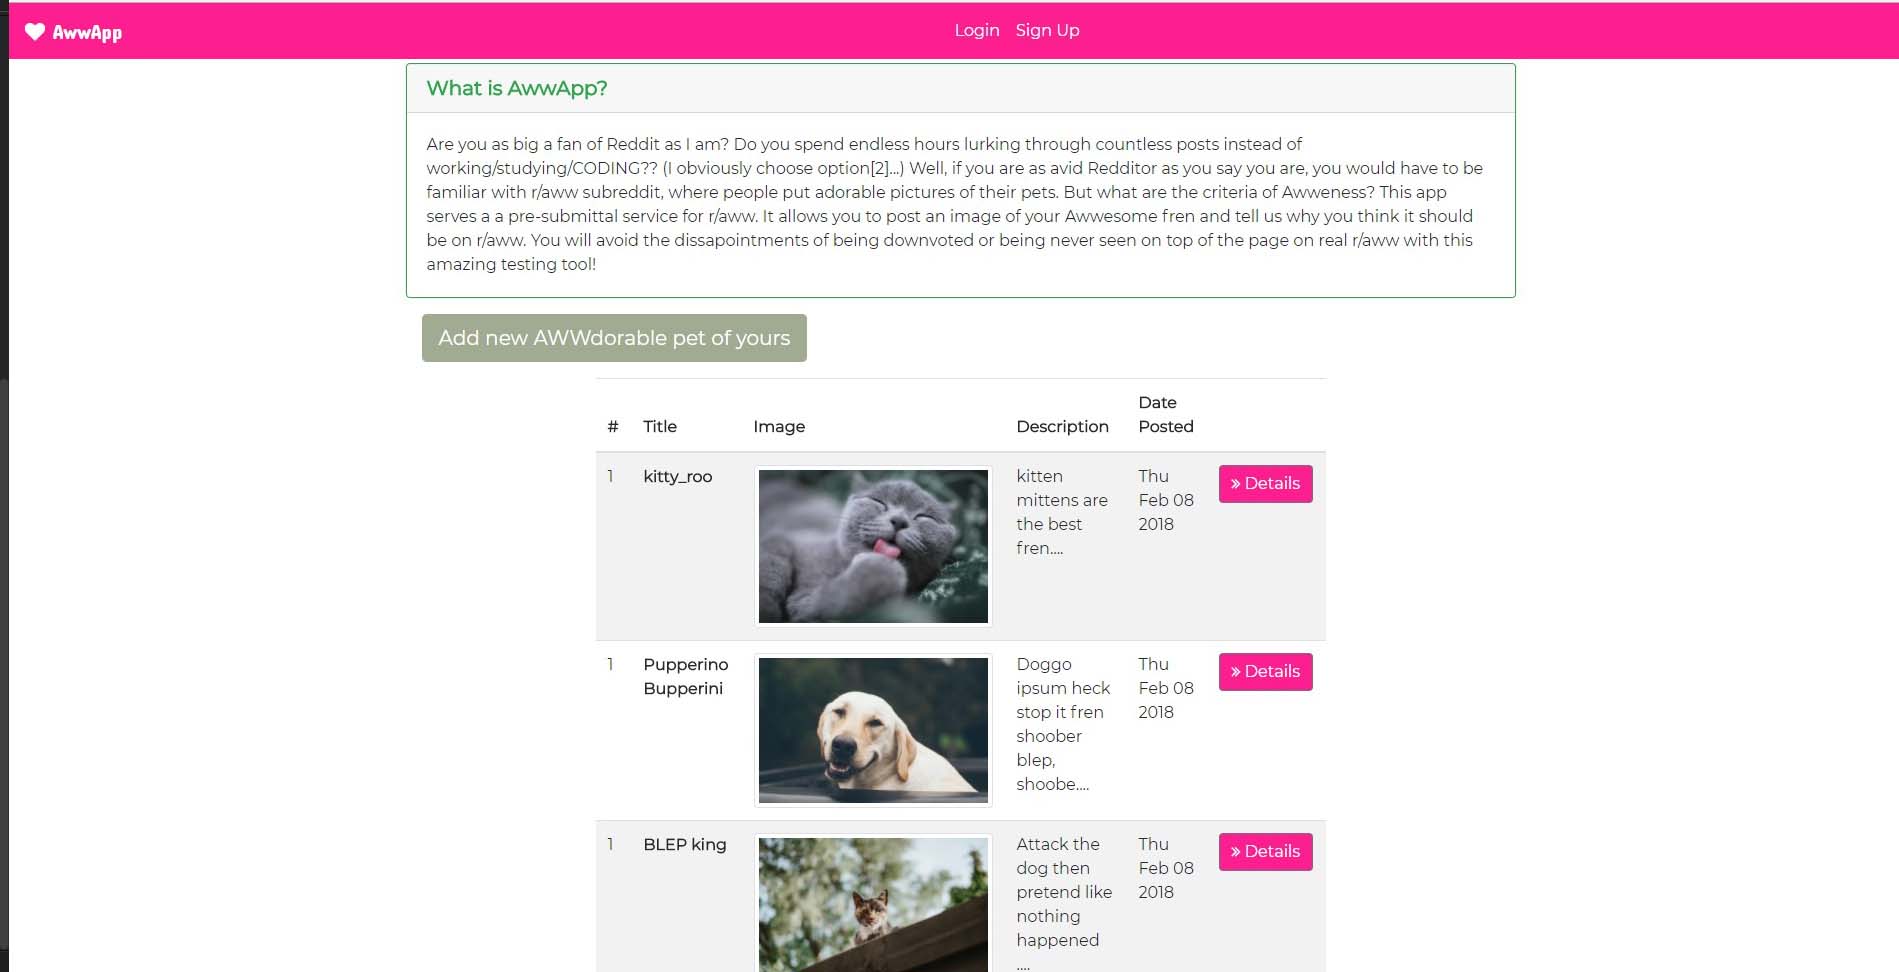 AwwApp
Login Sign Up
What is AwwApp?
Are you as big a fan of Reddit as I am? Do you spend endless hours lurking through countless posts instead of
working/studying/CODING?? (I obviously choose option[2]...) Well, if you are as avid Redditor as you say you are, you would have to be
familiar with r/aww subreddit, where people put adorable pictures of their pets. But what are the criteria of Awweness? This app
serves a a pre-submittal service for r/aww. It allows you to post an image of your Awwesome fren and tell us why you think it should
be on r/aww. You will avoid the dissapointments of being downvoted or being never seen on top of the page on real r/aww with this
amazing testing tool!
Add new AWWdorable pet of yours
# Title Image Description Date
Posted
1 kitty_roo
kitten
mittens are
the best
fren....
Thu
Feb 08
2018
» Details
1 Pupperino
Bupperini
Doggo
ipsum heck
stop it fren
shoober
blep,
shoobe....
Thu
Feb 08
2018
» Details
1 BLEP king
Attack the
dog then
pretend like
nothing
happened
....
Thu
Feb 08
2018
» Details